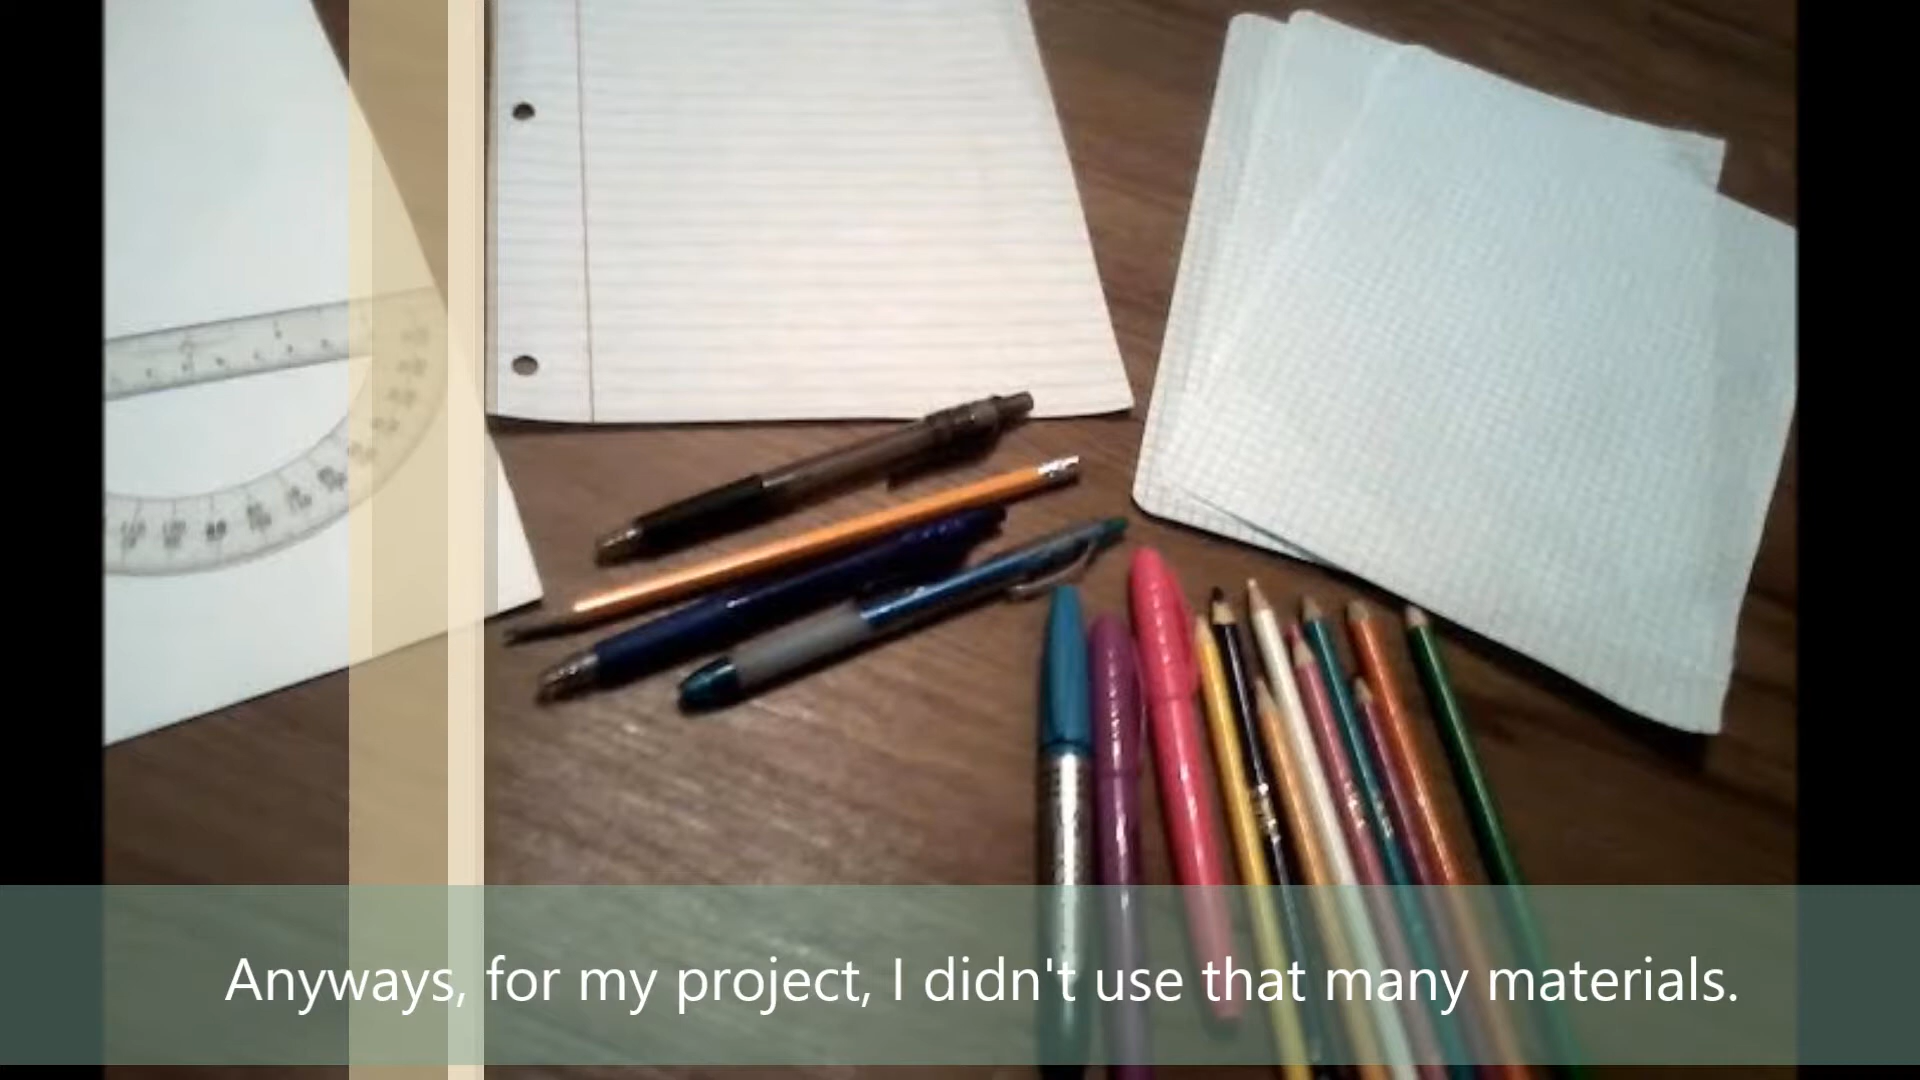 Anyways, for my project, I didn't use that many materials.